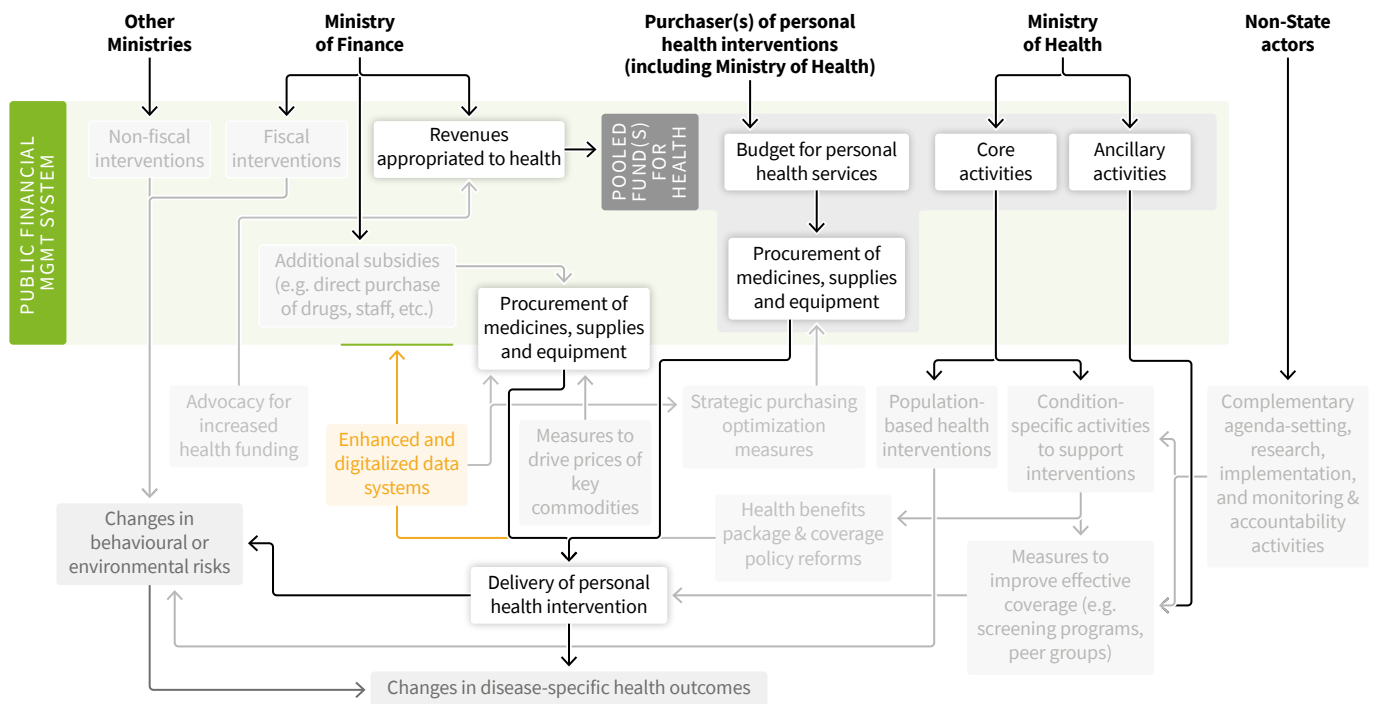 Other
Ministries
Ministry
of Finance
Purchaser(s) of personal
health interventions
(including Ministry of Health)
Ministry
of Health
Non-State
actors
PUBLIC FINANCIAL
MGMT SYSTEM
Non-fiscal
interventions
Fiscal
interventions
Revenues
appropriated to health
POOLED
FUND(S)
FOR
HEALTH
Budget for personal
health services
Core
activities
Ancillary
activities
Additional subsidies
(e.g. direct purchase
of drugs, staff, etc.)
Procurement of
medicines, supplies
and equipment
Procurement of
medicines, supplies
and equipment
Advocacy for
increased
health funding
Enhanced and
digitalized data
systems
Measures to
drive prices of
key
commodities
Strategic purchasing
optimization
measures
Population-
based health
interventions
Condition-
specific activities
to support
interventions
Complementary
agenda-setting,
research,
implementation,
and monitoring &
accountability
activities
Changes in
behavioural or
environmental risks
Health benefits
package & coverage
policy reforms
Measures to
improve effective
coverage (e.g.
screening programs,
peer groups)
Delivery of personal
health intervention
Changes in disease-specific health outcomes